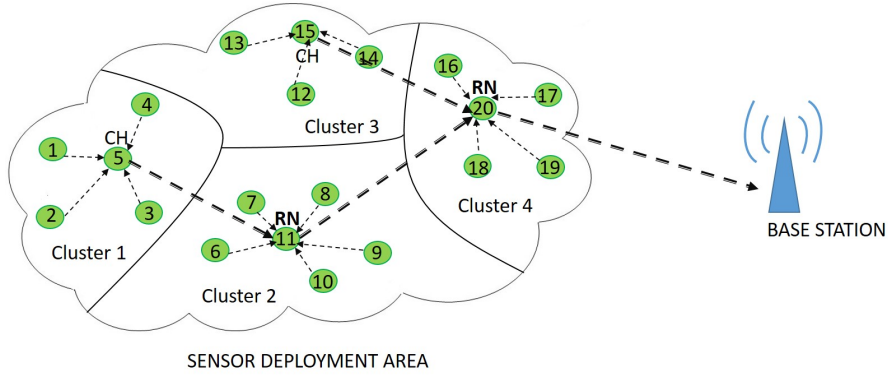 15
13
CH
14
12
Cluster 3
16
RN
17
20
18
19
Cluster 4
4
CH
1
5
2
3
Cluster 1
7
8
RN
11
6
9
10
Cluster 2
BASE STATION
SENSOR DEPLOYMENT AREA